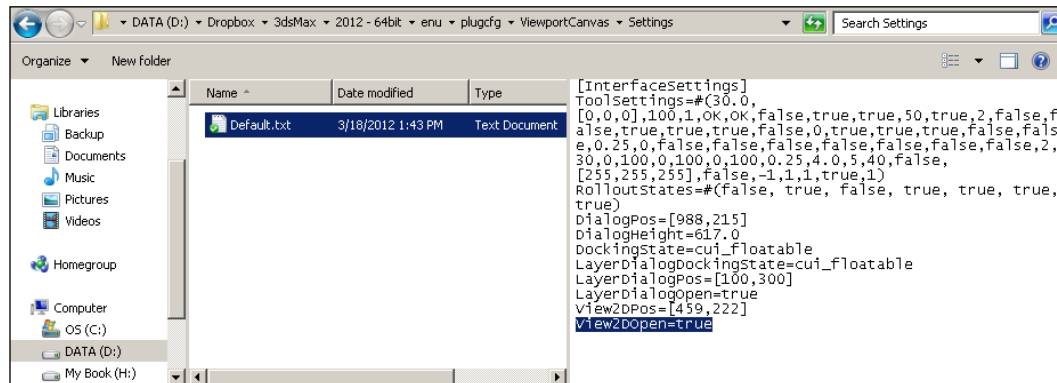 DATA (D:) Dropbox 3dsMax 2012 - 64bit enu plugcfg ViewportCanvas Settings
Search Settings
Organize New folder
Libraries
Backup
Documents
Music
Pictures
Videos
Homegroup
Computer
OS (C:)
DATA (D:)
My Book (H:)
Name Date modified Type
Default.txt 3/18/2012 1:43 PM Text Document
[InterfaceSettings]
ToolSettings=#(30.0,
[0,0,0],100,1,OK,OK,false,true,true,50,true,2,false,f
alse,true,true,true,false,0,true,true,true,false,fals
e,0.25,0,false,false,false,false,false,false,false,2,
30,0,100,0,100,0,100,0.25,4.0,5,40,false,
[255,255,255],false,-1,1,1,true,1)
RolloutStates=#(false, true, false, true, true, true,
true)
DialogPos=[988,215]
DialogHeight=617.0
DockingState=cui_floatable
LayerDialogDockingState=cui_floatable
LayerDialogPos=[100,300]
LayerDialogOpen=true
View2DPos=[459,222]
View2DOpen=true